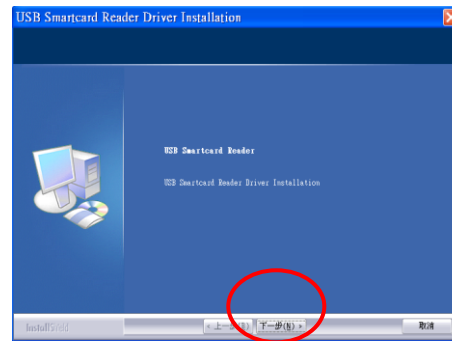 USB Smartcard Reader Driver Installation
USB Smartcard Reader
USB Smartcard Reader Driver Installation
InstallShield
< 上一步(B) 下一步(N) > 取消